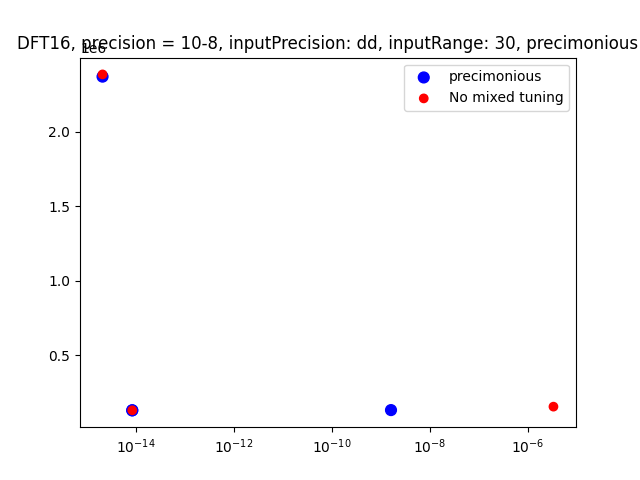 DFT16, precision = 10-8, inputPrecision: dd, inputRange: 30, precimonious
1e6
precimonious
No mixed tuning
2.0
1.5
1.0
0.5
10⁻¹⁴ 10⁻¹² 10⁻¹⁰ 10⁻⁸ 10⁻⁶